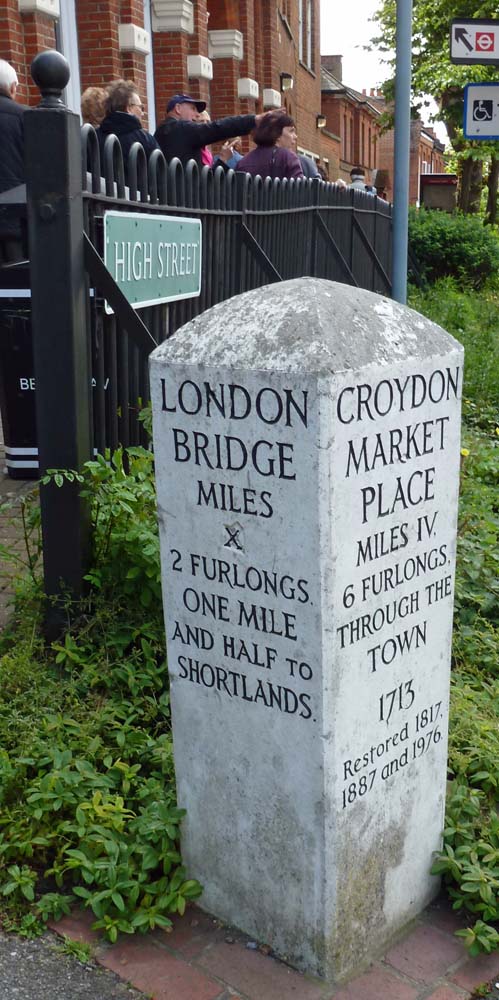 HIGH STREET
LONDON
BRIDGE
MILES
X
2 FURLONGS.
ONE MILE
AND HALF TO
SHORTLANDS.
CROYDON
MARKET
PLACE
MILES IV.
6 FURLONGS,
THROUGH THE
TOWN
1713
Restored 1817,
1887 and 1976.